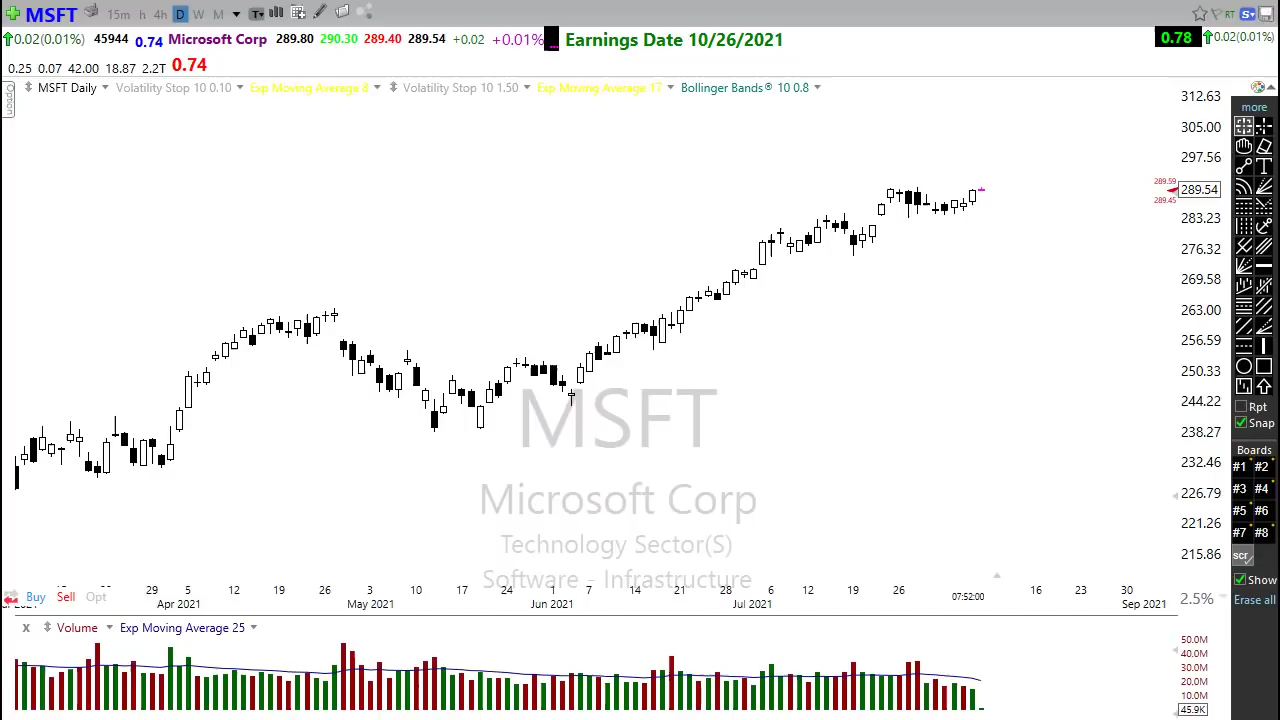 MSFT 15m h 4h D W M T RT S
0.02(0.01%) 45944 0.74 Microsoft Corp 289.80 290.30 289.40 289.54 +0.02 +0.01% Earnings Date 10/26/2021 0.78 0.02(0.01%)
0.25 0.07 42.00 18.87 2.2T 0.74
Option
MSFT Daily Volatility Stop 10 0.10 Exp Moving Average 8 Volatility Stop 10 1.50 Exp Moving Average 17 Bollinger Bands® 10 0.8
312.63
more
305.00
297.56
289.59
289.54
289.45
283.23
276.32
269.58
263.00
256.59
250.33
244.22
238.27
232.46
226.79
221.26
215.86
Rpt
Snap
Boards
#1 #2
#3 #4
#5 #6
#7 #8
scr
Show
Erase all
MSFT
Microsoft Corp
Technology Sector(S)
Software - Infrastructure
29 5 12 19 26 3 10 17 24 1 7 14 21 28 6 12 19 26 07:52:00 16 23 30
Apr 2021 May 2021 Jun 2021 Jul 2021 Sep 2021
Buy Sell Opt
2.5%
x Volume Exp Moving Average 25
50.0M
40.0M
30.0M
20.0M
10.0M
45.9K